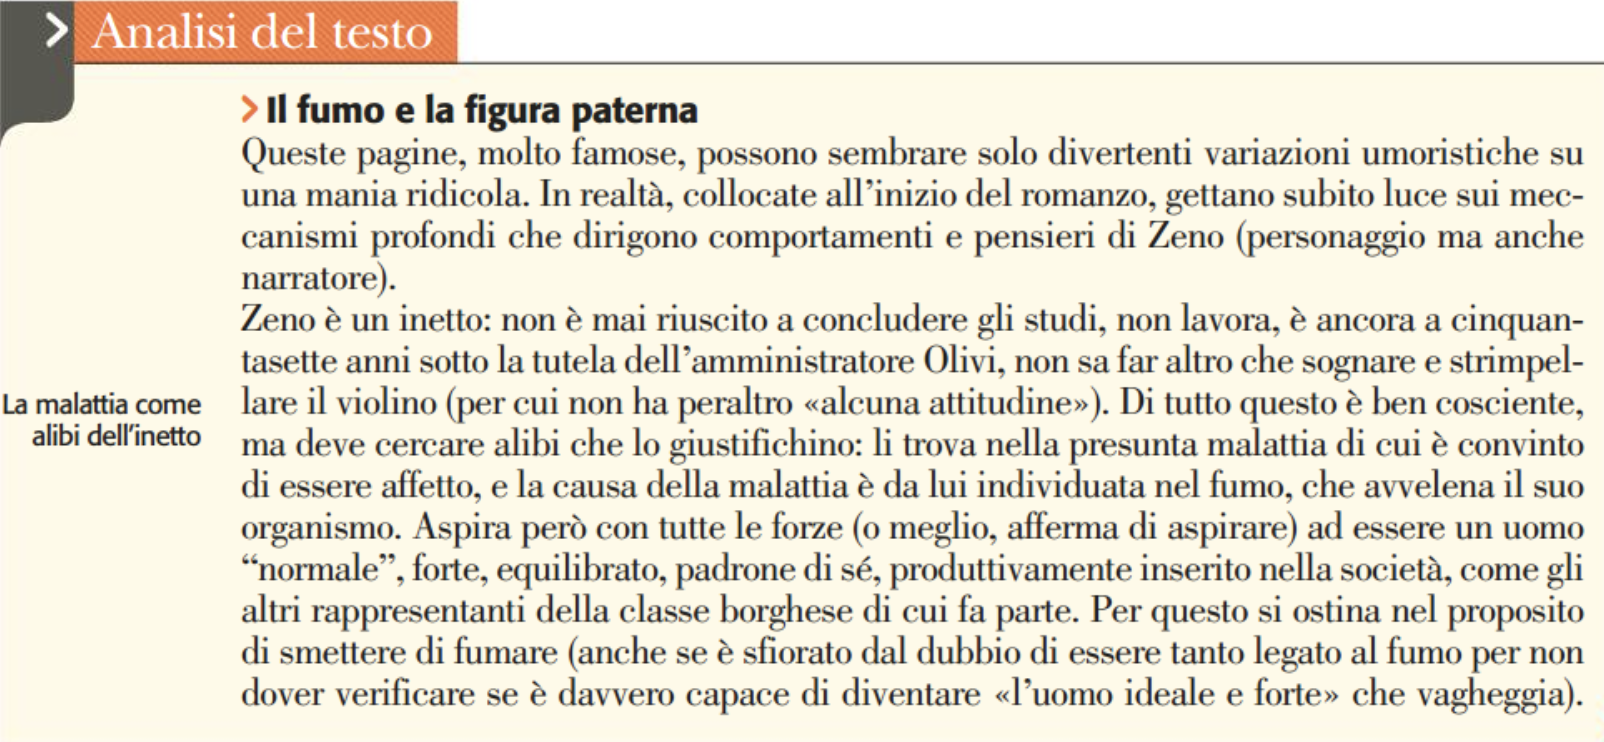 Analisi del testo
Il fumo e la figura paterna
Queste pagine, molto famose, possono sembrare solo divertenti variazioni umoristiche su
una mania ridicola. In realtà, collocate all'inizio del romanzo, gettano subito luce sui mec-
canismi profondi che dirigono comportamenti e pensieri di Zeno (personaggio ma anche
narratore).
Zeno è un inetto: non è mai riuscito a concludere gli studi, non lavora, è ancora a cinquan-
tasette anni sotto la tutela dell'amministratore Olivi, non sa far altro che sognare e strimpel-
La malattia come
alibi dell'inetto
lare il violino (per cui non ha peraltro «alcuna attitudine»). Di tutto questo è ben cosciente,
ma deve cercare alibi che lo giustifichino: li trova nella presunta malattia di cui è convinto
di essere affetto, e la causa della malattia è da lui individuata nel fumo, che avvelena il suo
organismo. Aspira però con tutte le forze (o meglio, afferma di aspirare) ad essere un uomo
“normale”, forte, equilibrato, padrone di sé, produttivamente inserito nella società, come gli
altri rappresentanti della classe borghese di cui fa parte. Per questo si ostina nel proposito
di smettere di fumare (anche se è sfiorato dal dubbio di essere tanto legato al fumo per non
dover verificare se è davvero capace di diventare «l'uomo ideale e forte» che vagheggia).